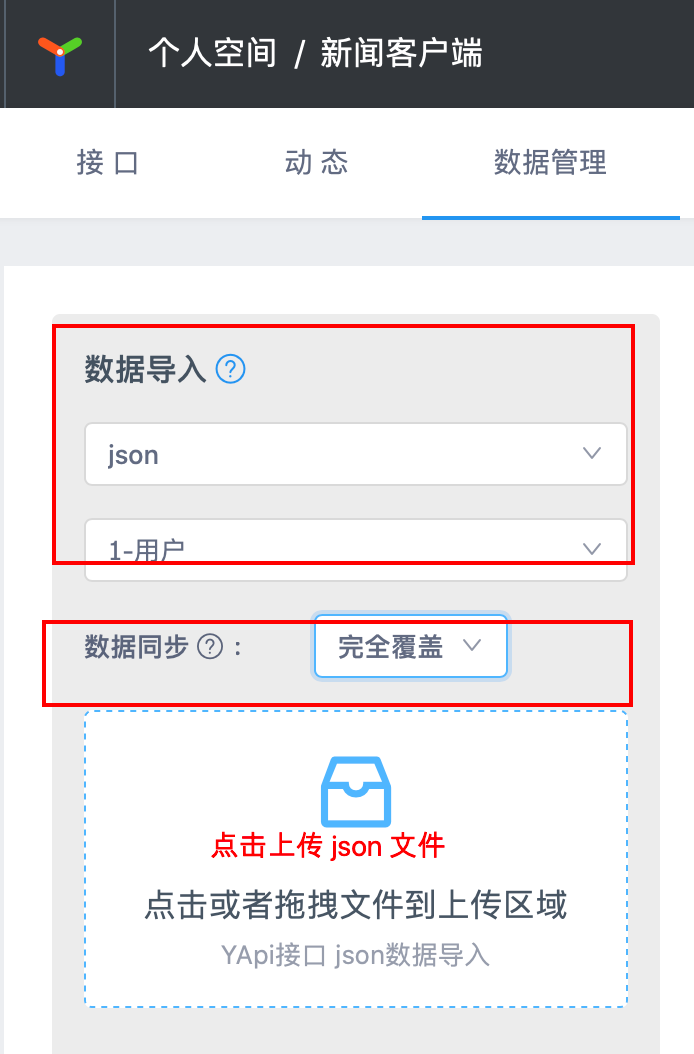 个人空间 / 新闻客户端
接 口 动 态 数据管理
数据导入 ?
json
1-用户
数据同步 ? : 完全覆盖
点击上传 json 文件
点击或者拖拽文件到上传区域
YApi接口 json数据导入